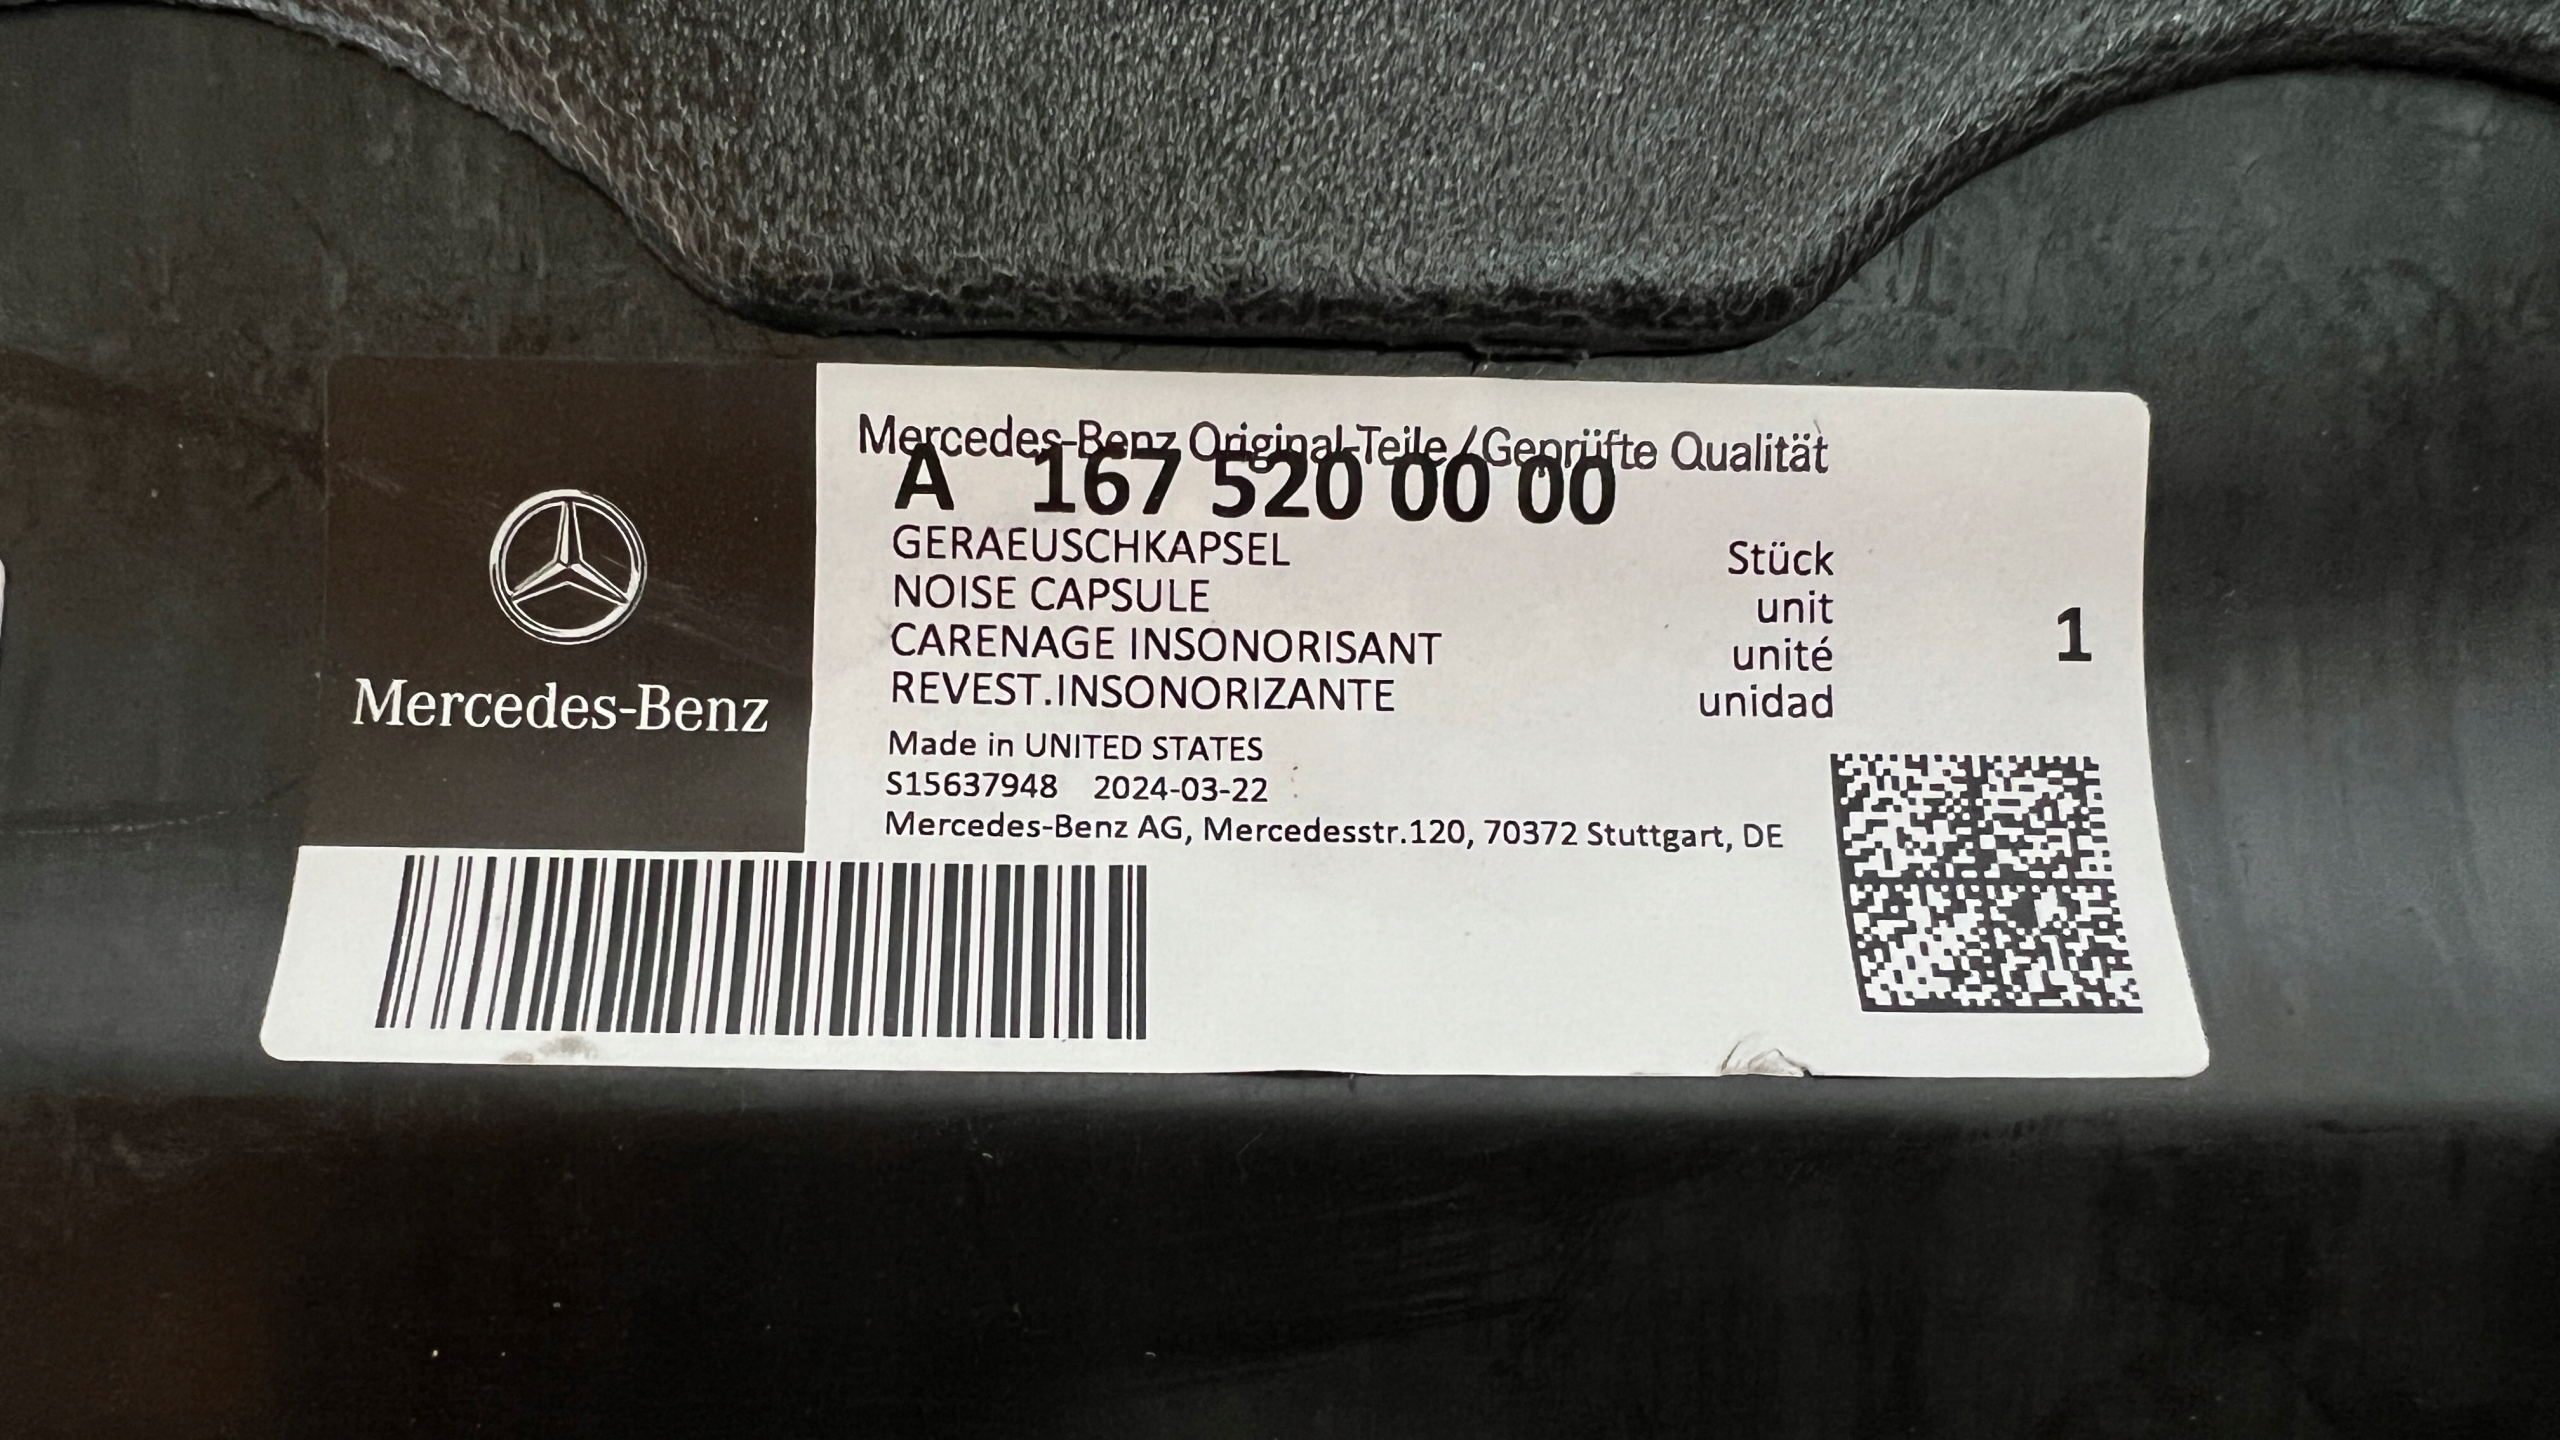 Mercedes-Benz Original-Teile/Geprüfte Qualität
A 167 520 00 00
GERAEUSCHKAPSEL Stück
NOISE CAPSULE unit
CARENAGE INSONORISANT unité
REVEST.INSONORIZANTE unidad
1
Mercedes-Benz
Made in UNITED STATES
S15637948 2024-03-22
Mercedes-Benz AG, Mercedesstr.120, 70372 Stuttgart, DE